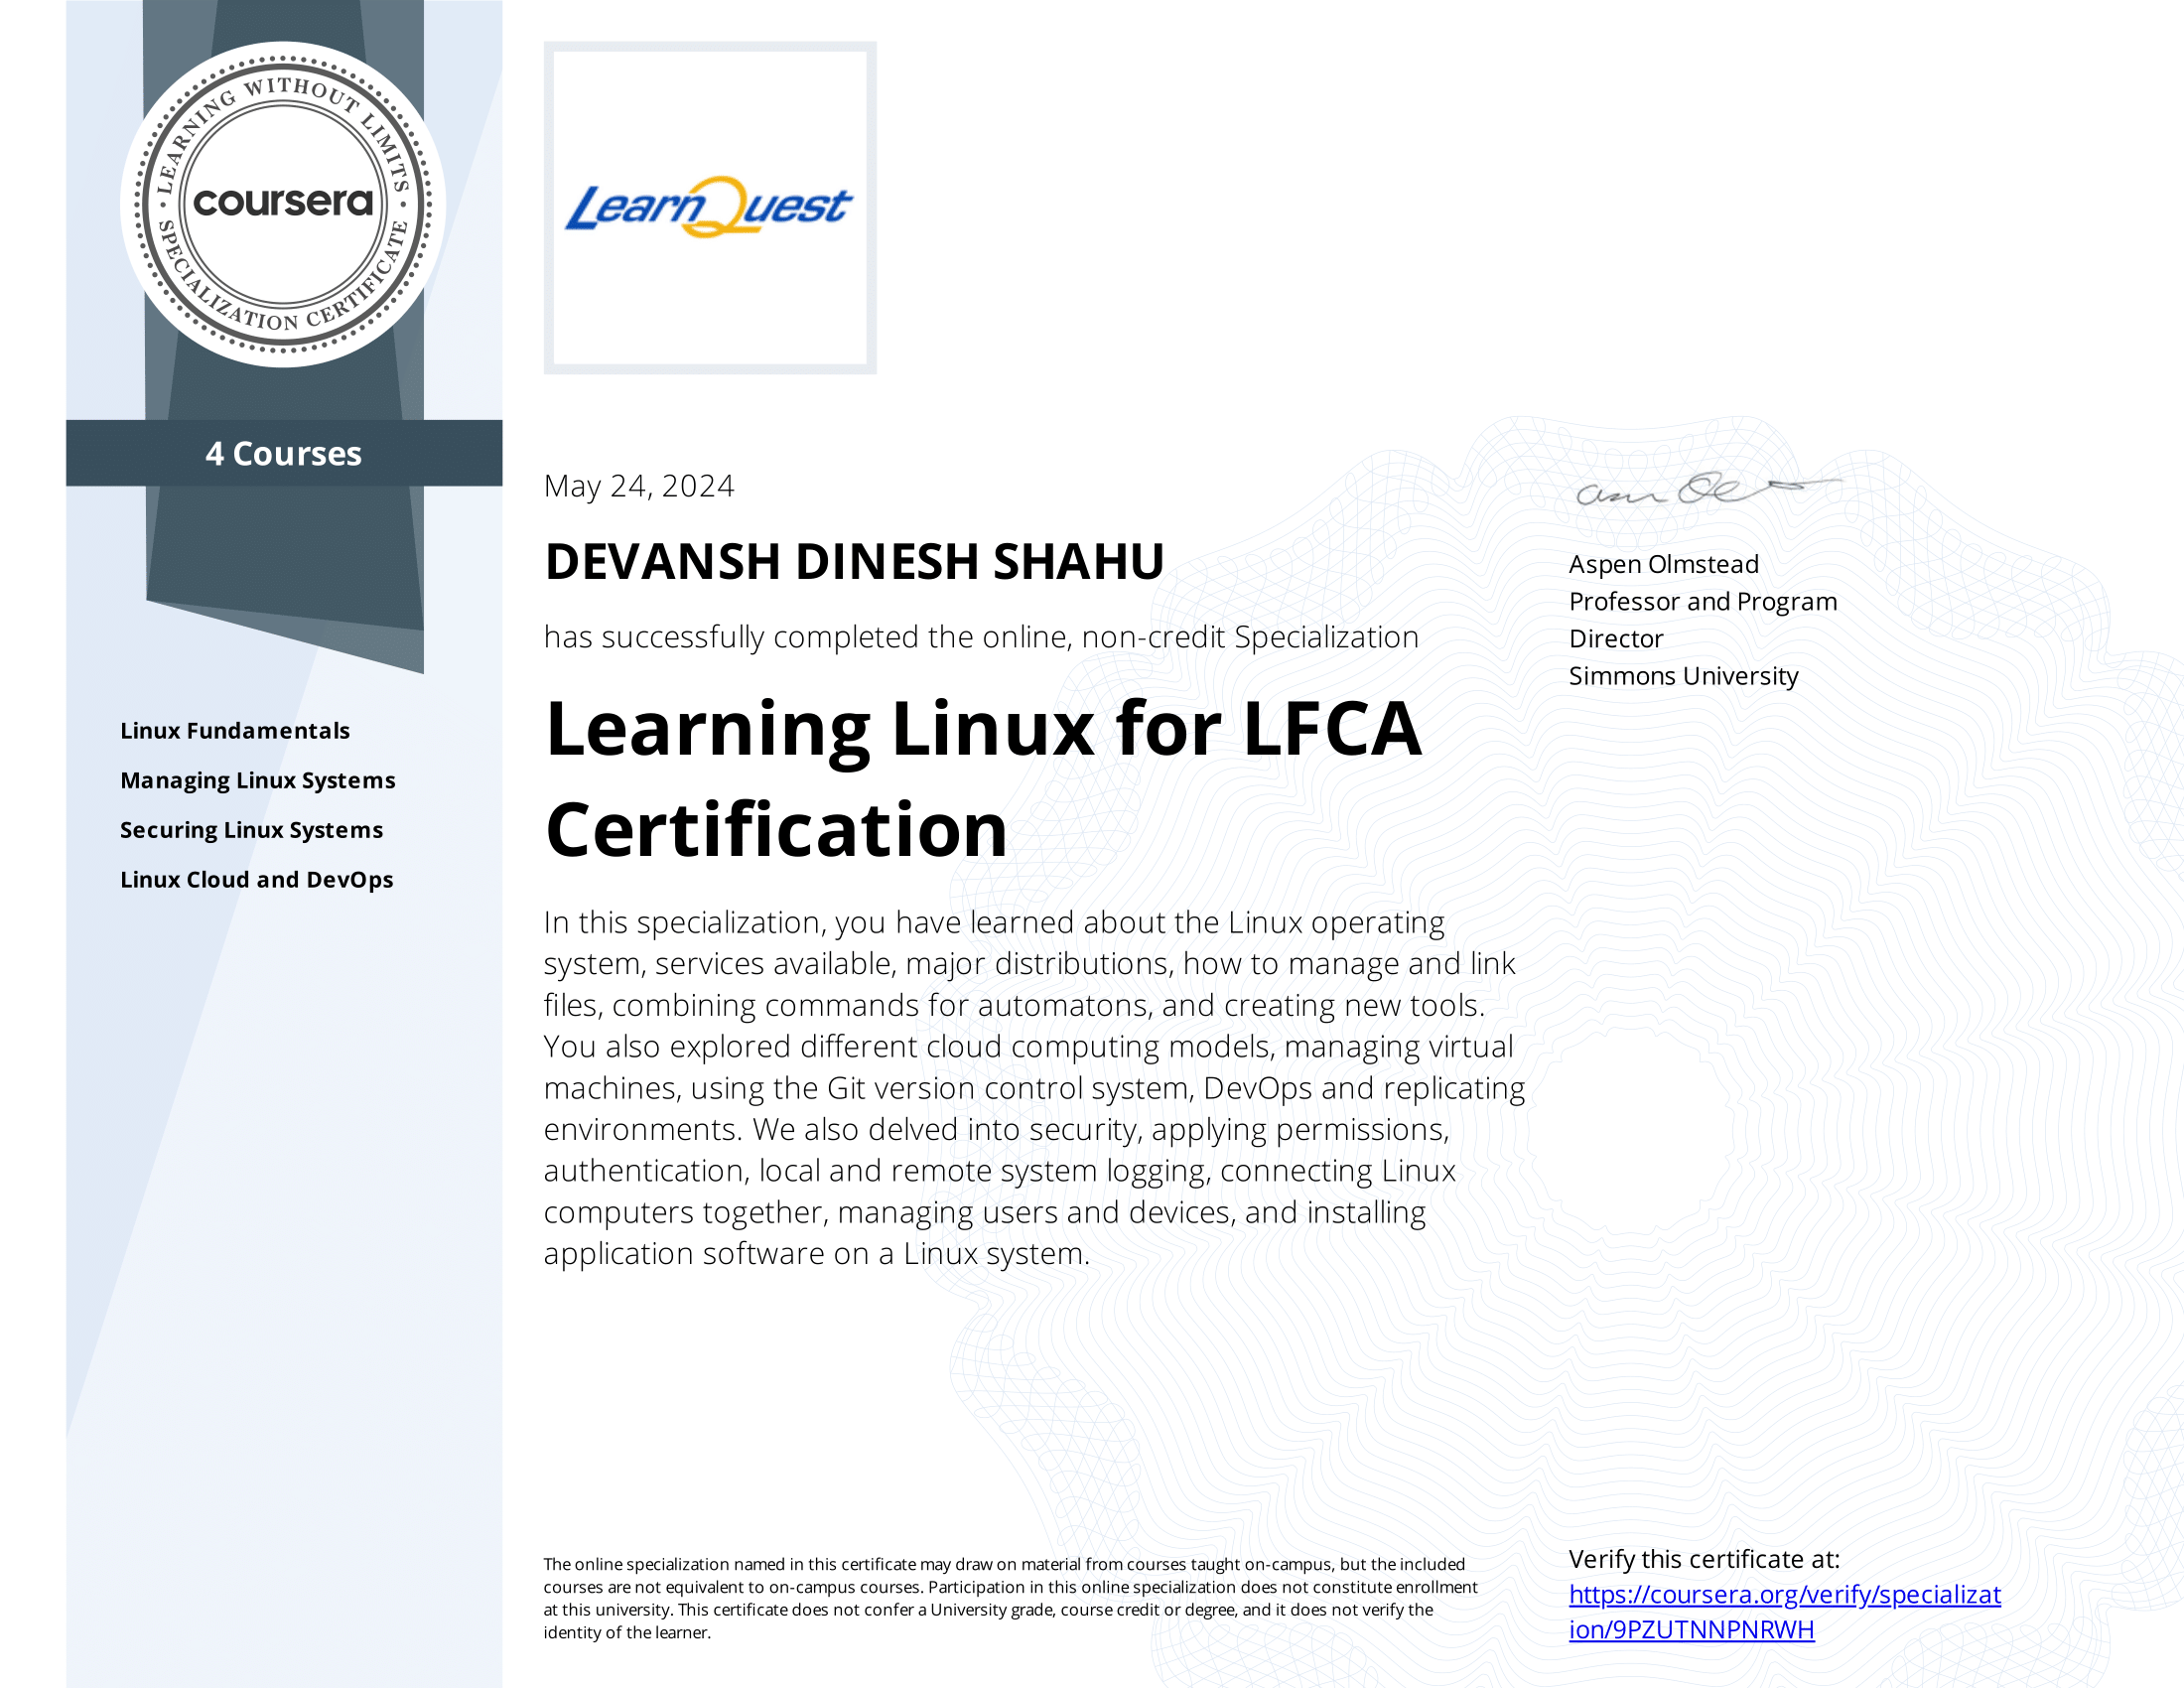 LEARNING WITHOUT LIMITS
coursera
SPECIALIZATION CERTIFICATE
4 Courses
Linux Fundamentals
Managing Linux Systems
Securing Linux Systems
Linux Cloud and DevOps
LearnQuest
May 24, 2024
DEVANSH DINESH SHAHU
has successfully completed the online, non-credit Specialization
Learning Linux for LFCA
Certification
In this specialization, you have learned about the Linux operating
system, services available, major distributions, how to manage and link
files, combining commands for automatons, and creating new tools.
You also explored different cloud computing models, managing virtual
machines, using the Git version control system, DevOps and replicating
environments. We also delved into security, applying permissions,
authentication, local and remote system logging, connecting Linux
computers together, managing users and devices, and installing
application software on a Linux system.
Aspen Olmstead
Professor and Program
Director
Simmons University
The online specialization named in this certificate may draw on material from courses taught on-campus, but the included
courses are not equivalent to on-campus courses. Participation in this online specialization does not constitute enrollment
at this university. This certificate does not confer a University grade, course credit or degree, and it does not verify the
identity of the learner.
Verify this certificate at:
https://coursera.org/verify/specializat
ion/9PZUTNNPNRWH